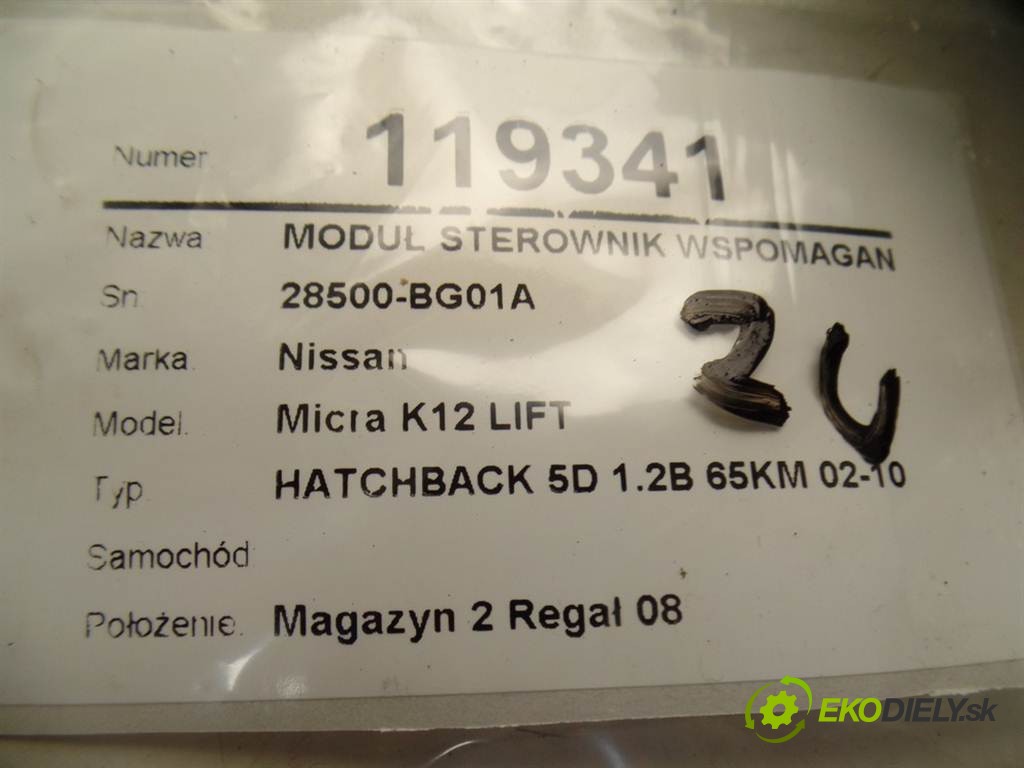 Numer 119341
Nazwa MODUŁ STEROWNIK WSPOMAGAN
Sn. 28500-BG01A
Marka. Nissan
Model. Micra K12 LIFT
Typ. HATCHBACK 5D 1.2B 65KM 02-10
Samochód
Położenie. Magazyn 2 Regał 08
EKODIELY.sk